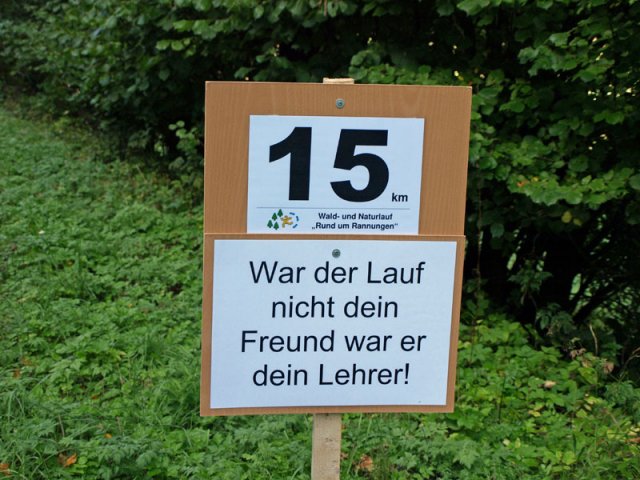 15 km
Wald- und Naturlauf
„Rund um Rannungen"
War der Lauf
nicht dein
Freund war er
dein Lehrer!